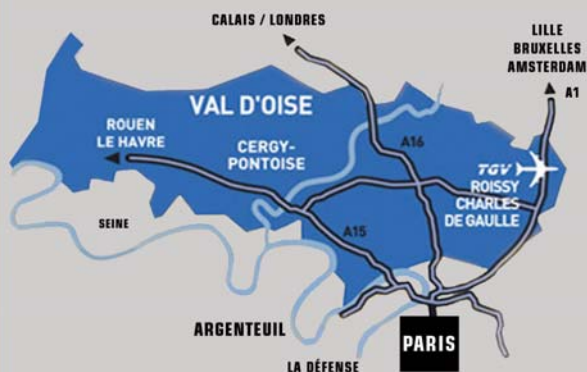 CALAIS / LONDRES
LILLE
BRUXELLES
AMSTERDAM
A1
VAL D'OISE
ROUEN
LE HAVRE
CERGY-
PONTOISE
A16
TGV
ROISSY
CHARLES
DE GAULLE
SEINE
A15
ARGENTEUIL
PARIS
LA DÉFENSE